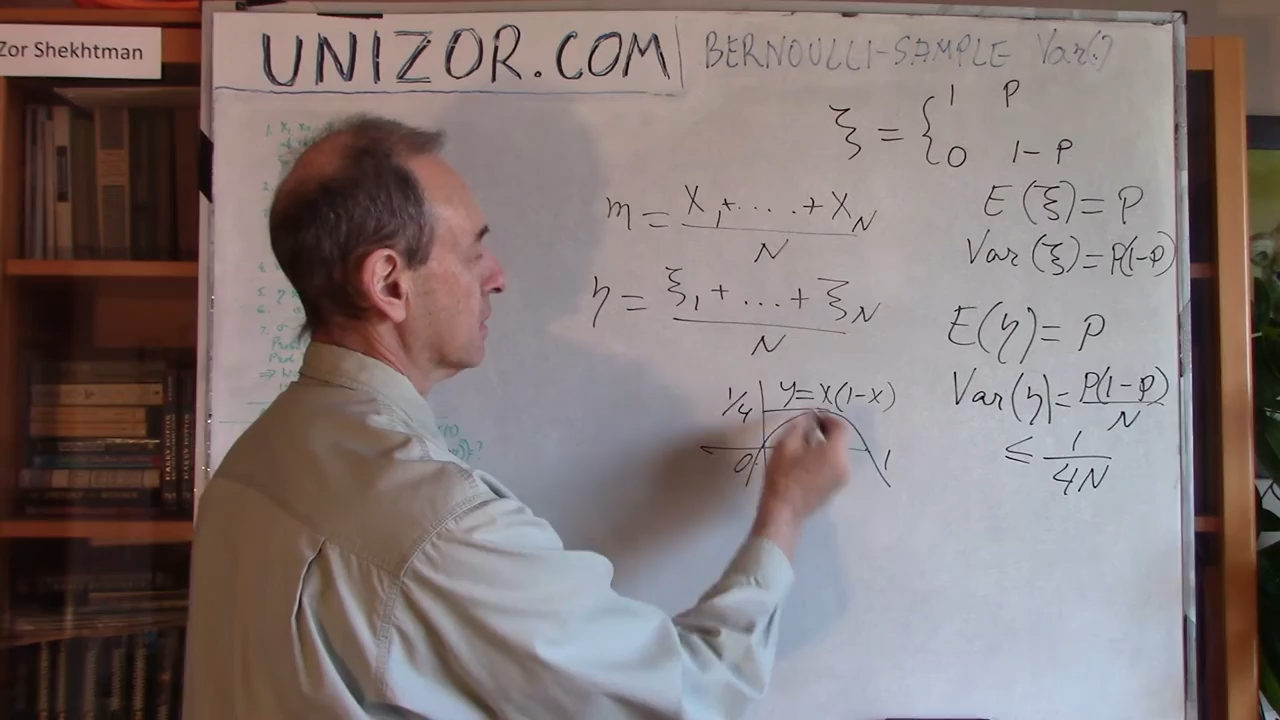 Zor Shekhtman
UNIZOR.COM
BERNOULLI-SAMPLE Var.?
ξ = { 1 P
0 1-P
E(ξ)=P
Var(ξ)=P(1-P)
m = X₁+....+X_N / N
η = ξ₁+...+ξ_N / N
E(η)=P
Var(η)= P(1-P) / N
≤ 1 / 4N
1/4 y=x(1-x)
0 1